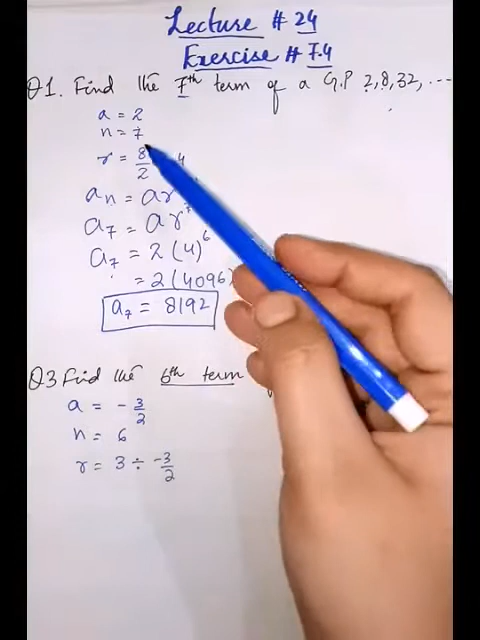 Lecture # 24
Exercise # 7.4
Q1. Find the 7th term of a G.P 2,8,32, ...
a = 2
n = 7
r = 8/2 4
an = ar
a7 = ar
a7 = 2(4)^6
= 2(4096)
a7 = 8192
Q3 Find the 6th term
a = -3/2
n = 6
r = 3 ÷ -3/2